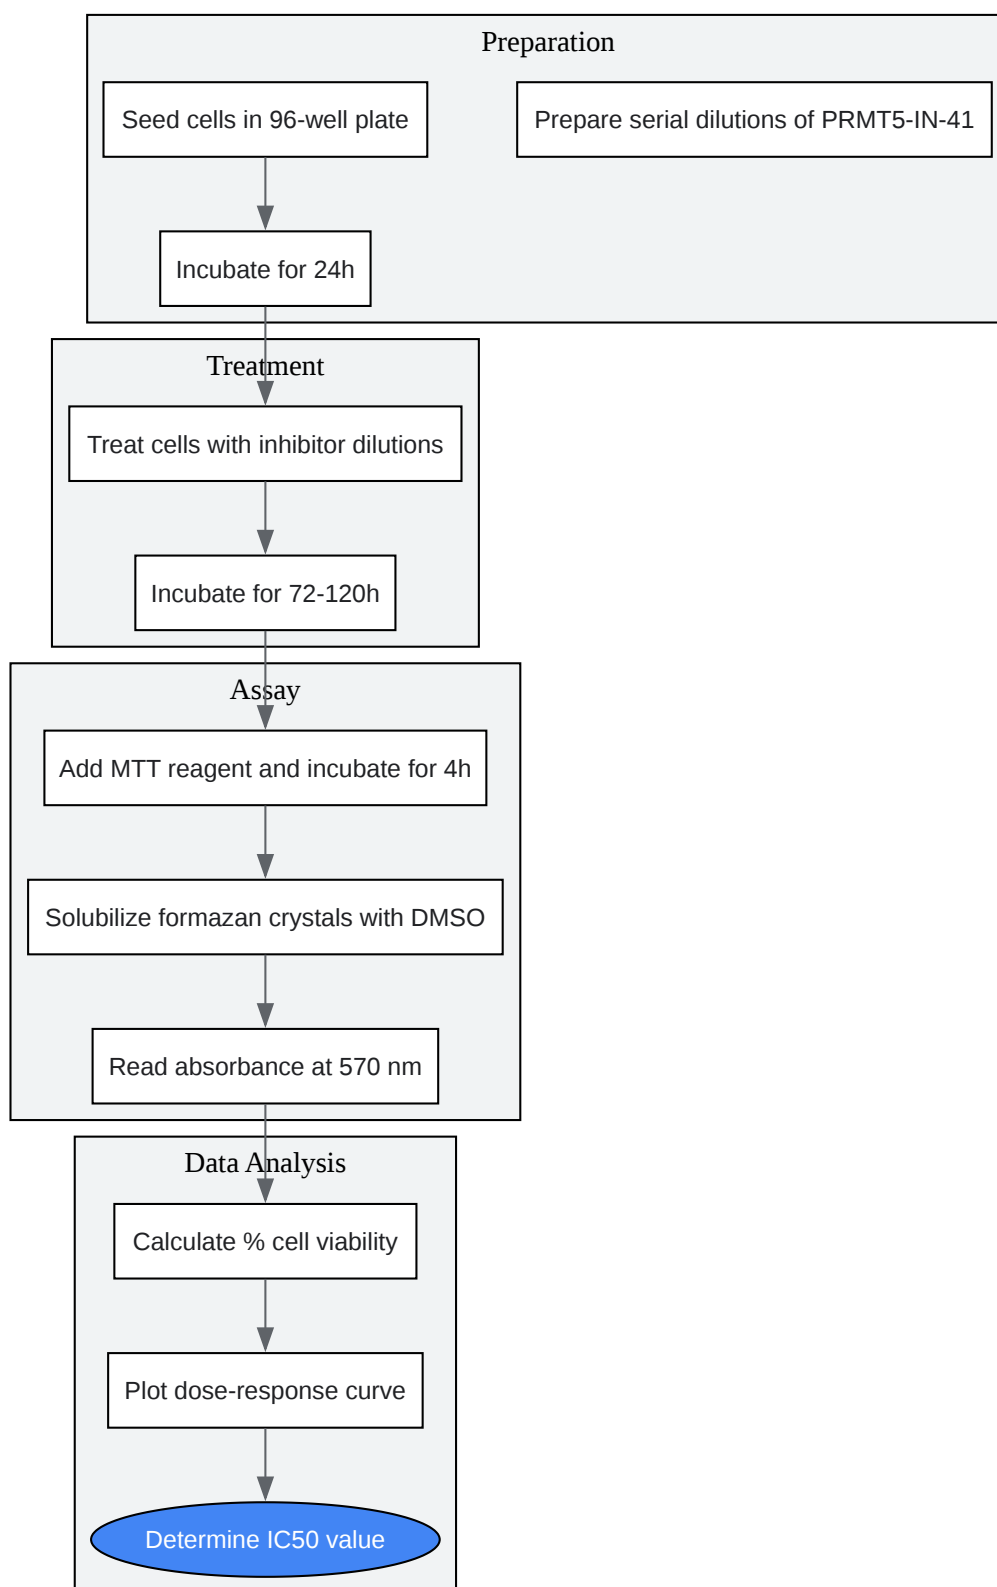 Preparation
Seed cells in 96-well plate
Prepare serial dilutions of PRMT5-IN-41
Incubate for 24h
Treatment
Treat cells with inhibitor dilutions
Incubate for 72-120h
Assay
Add MTT reagent and incubate for 4h
Solubilize formazan crystals with DMSO
Read absorbance at 570 nm
Data Analysis
Calculate % cell viability
Plot dose-response curve
Determine IC50 value